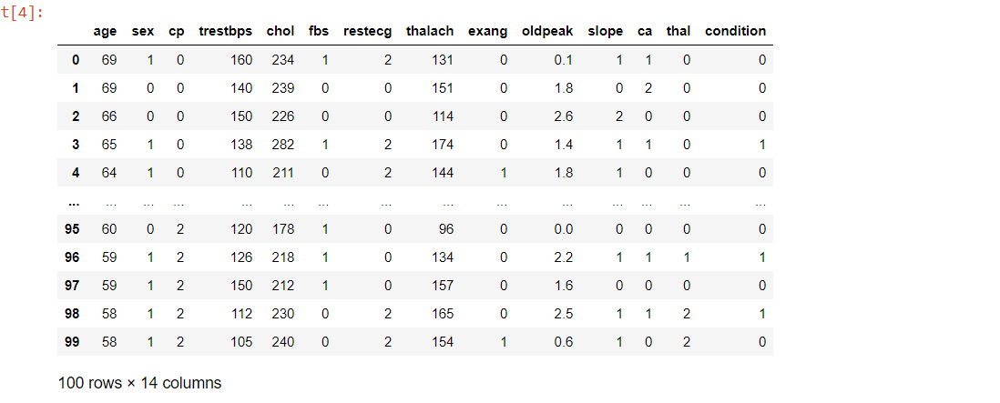 t[4]:
age sex cp trestbps chol fbs restecg thalach exang oldpeak slope ca thal condition
0 69 1 0 160 234 1 2 131 0 0.1 1 1 0 0
1 69 0 0 140 239 0 0 151 0 1.8 0 2 0 0
2 66 0 0 150 226 0 0 114 0 2.6 2 0 0 0
3 65 1 0 138 282 1 2 174 0 1.4 1 1 0 1
4 64 1 0 110 211 0 2 144 1 1.8 1 0 0 0
... ... ... ... ... ... ... ... ... ... ... ... ... ... ...
95 60 0 2 120 178 1 0 96 0 0.0 0 0 0 0
96 59 1 2 126 218 1 0 134 0 2.2 1 1 1 1
97 59 1 2 150 212 1 0 157 0 1.6 0 0 0 0
98 58 1 2 112 230 0 2 165 0 2.5 1 1 2 1
99 58 1 2 105 240 0 2 154 1 0.6 1 0 2 0
100 rows × 14 columns